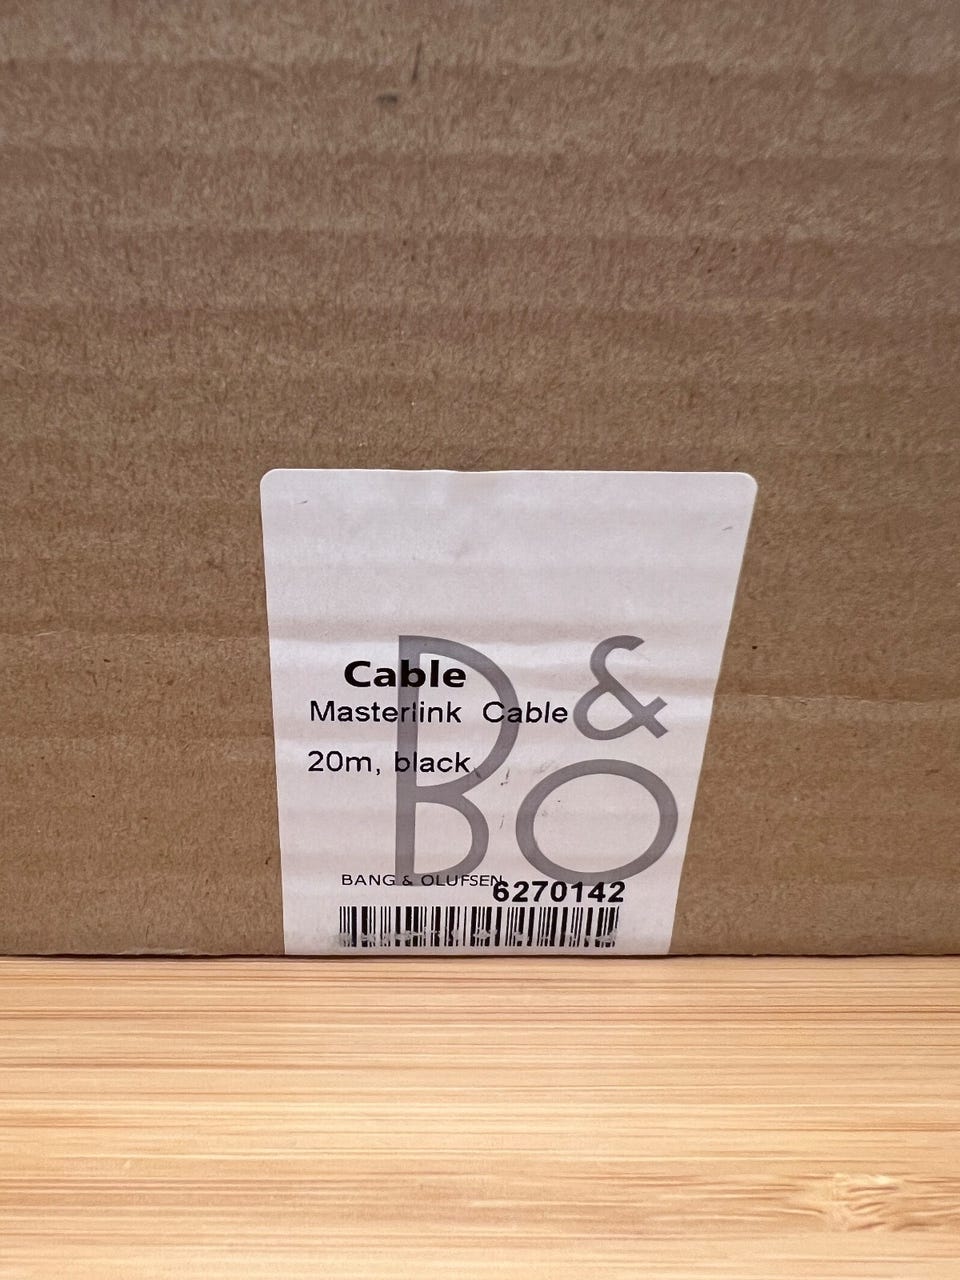 B&O
Cable
Masterlink Cable
20m, black
BANG & OLUFSEN
6270142